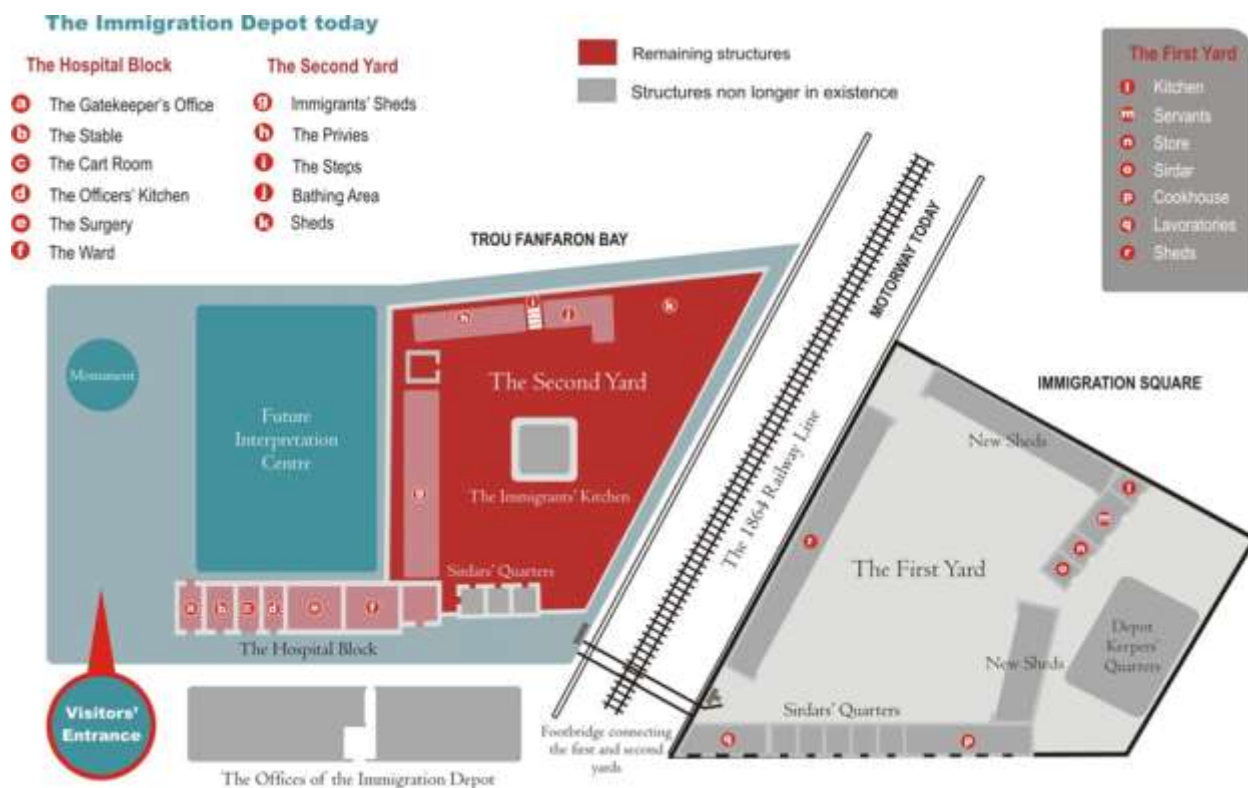 The Immigration Depot today
The Hospital Block
a The Gatekeeper's Office
b The Stable
c The Cart Room
d The Officers' Kitchen
e The Surgery
f The Ward
The Second Yard
g Immigrants' Sheds
h The Privies
i The Steps
j Bathing Area
k Sheds
Remaining structures
Structures non longer in existence
The First Yard
l Kitchen
m Servants
n Store
o Sirdar
p Cookhouse
q Lavoratories
r Sheds
TROU FANFARON BAY
MOTORWAY TODAY
IMMIGRATION SQUARE
Monument
Future
Interpretation
Centre
h
i
j
k
The Second Yard
g
The Immigrants' Kitchen
Sirdars' Quarters
a
b
c
d
e
f
The Hospital Block
The 1864 Railway Line
New Sheds
l
m
n
o
r
The First Yard
Depot
Kerpers'
Quarters
New Sheds
Sirdars' Quarters
q
p
Visitors'
Entrance
Footbridge connecting
the first and second
yards
The Offices of the Immigration Depot